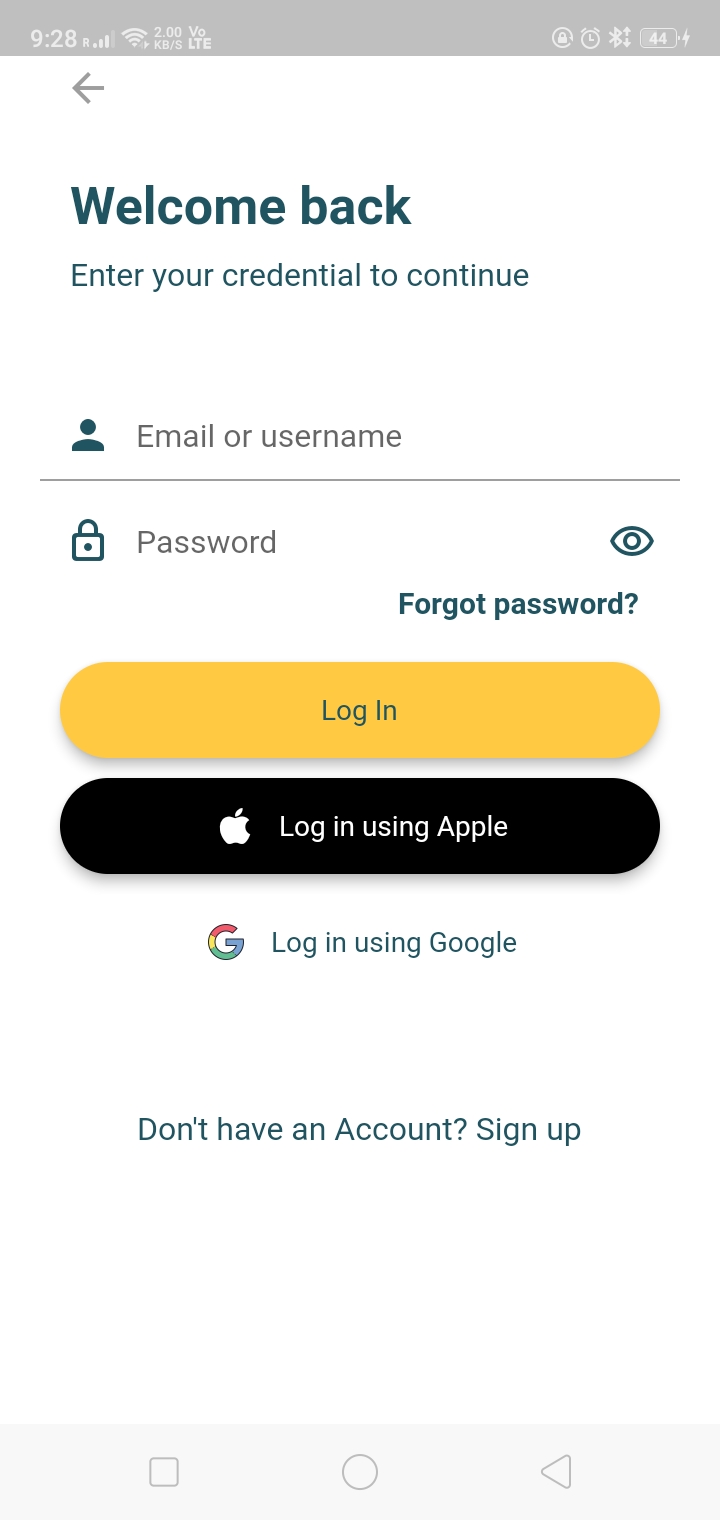 9:28 R 2.00 KB/S Vo LTE 44
Welcome back
Enter your credential to continue
Email or username
Password
Forgot password?
Log In
Log in using Apple
Log in using Google
Don't have an Account? Sign up